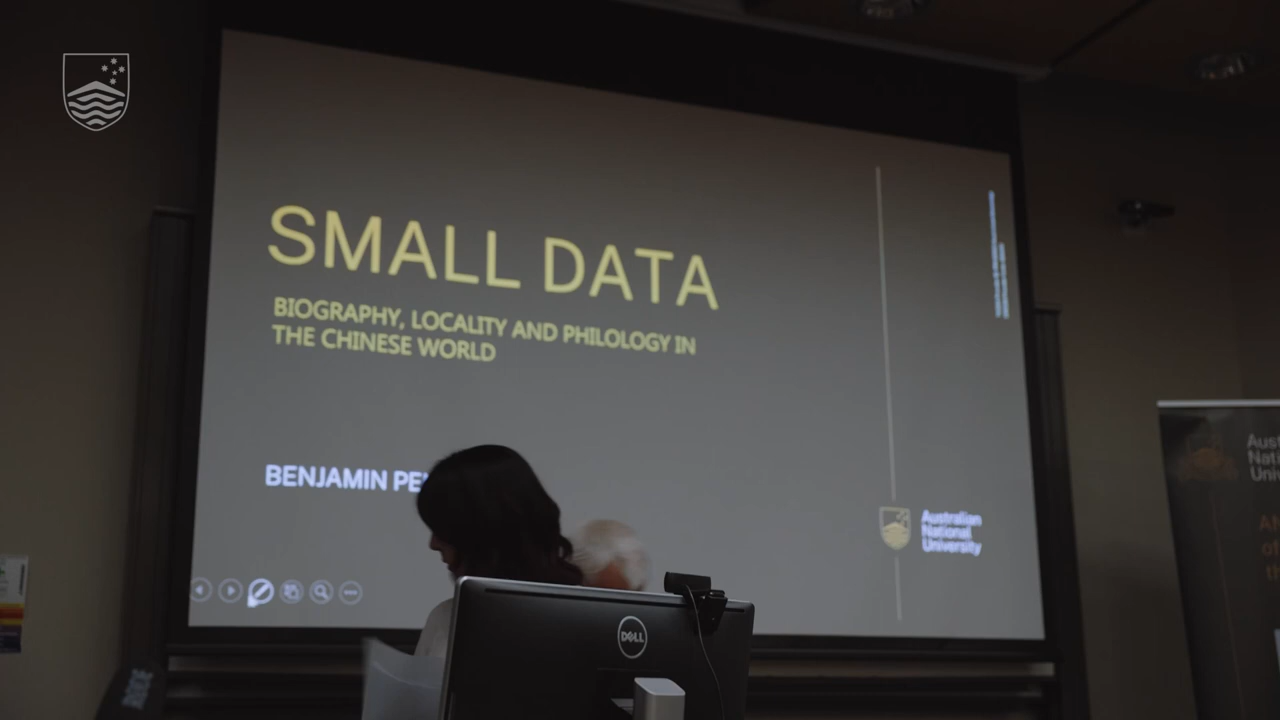 SMALL DATA
BIOGRAPHY, LOCALITY AND PHILOLOGY IN
THE CHINESE WORLD
BENJAMIN
Australian
National
University
DELL